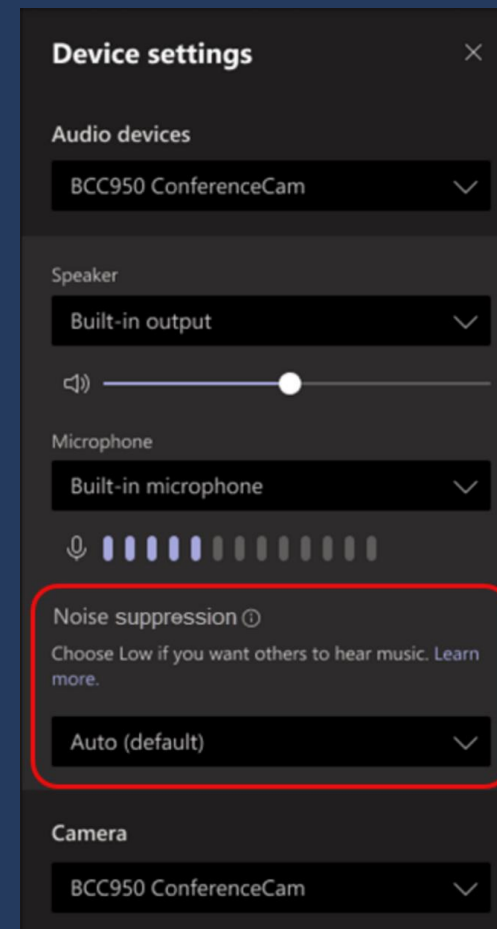 Device settings
Audio devices
BCC950 ConferenceCam
Speaker
Built-in output
Microphone
Built-in microphone
Noise suppression
Choose Low if you want others to hear music. Learn
more.
Auto (default)
Camera
BCC950 ConferenceCam